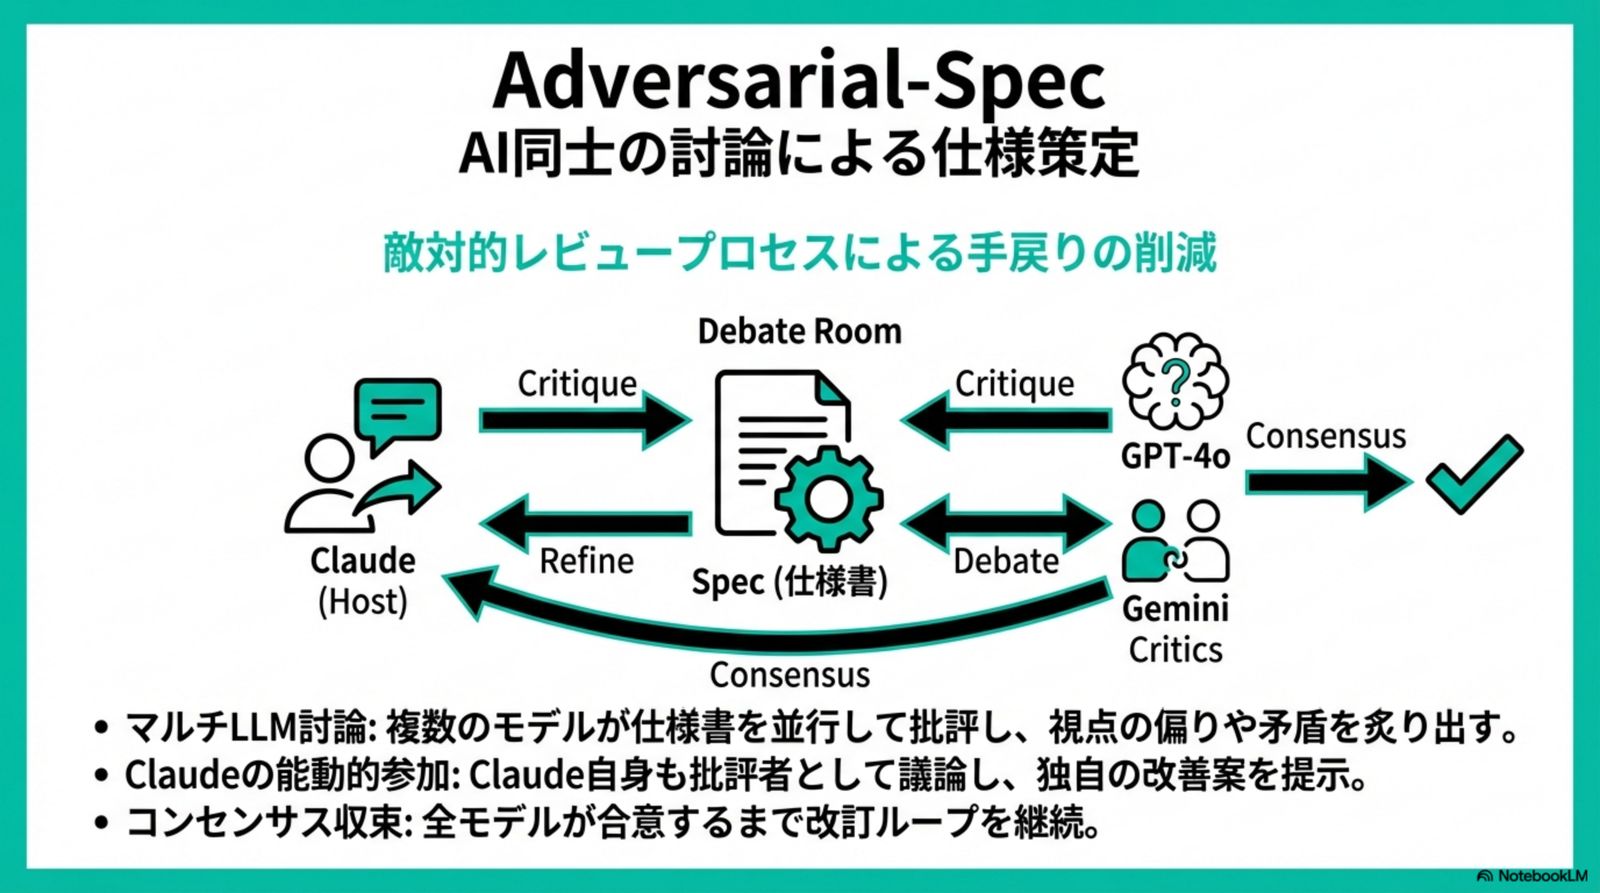 Adversarial-Spec
AI同士の討論による仕様策定
敵対的レビュープロセスによる手戻りの削減
Debate Room
Critique
Critique
GPT-4o
Consensus
Claude
(Host)
Refine
Spec (仕様書)
Debate
Gemini
Critics
Consensus
• マルチLLM討論: 複数のモデルが仕様書を並行して批評し、視点の偏りや矛盾を炙り出す。
• Claudeの能動的参加: Claude自身も批評者として議論し、独自の改善案を提示。
• コンセンサス収束: 全モデルが合意するまで改訂ループを継続。
NotebookLM